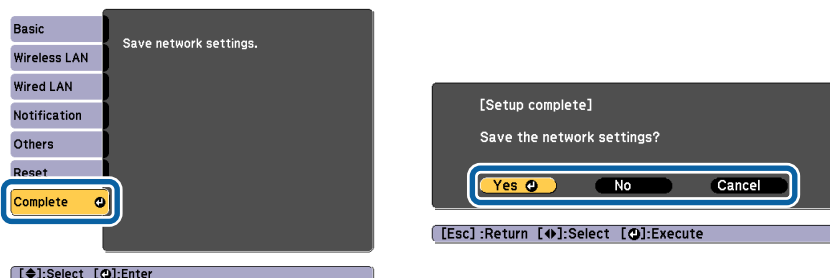 Basic
Wireless LAN
Wired LAN
Notification
Others
Reset
Complete
Save network settings.
[◆]:Select [⏎]:Enter
[Setup complete]
Save the network settings?
Yes ⏎ No Cancel
[Esc] :Return [◆]:Select [⏎]:Execute